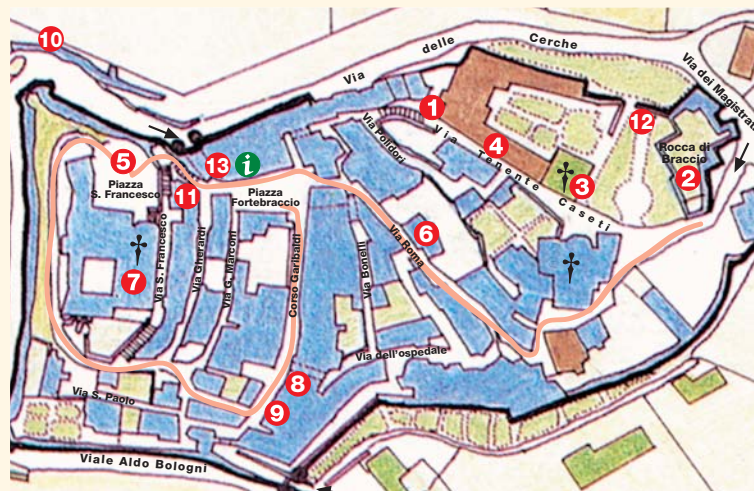 10
Via delle Cerche
Via dei Magistrati
1
Via Polidori
4
12
Rocca di
Braccio
2
Via Tenente Caseti
3
5
Piazza
S. Francesco
13
i
11
Piazza
Fortebraccio
6
Via Roma
7
Via S. Francesco
Via Gherardi
Via G. Marconi
Corso Garibaldi
Via Bonelli
Via dell'ospedale
8
9
Via S. Paolo
Viale Aldo Bologni